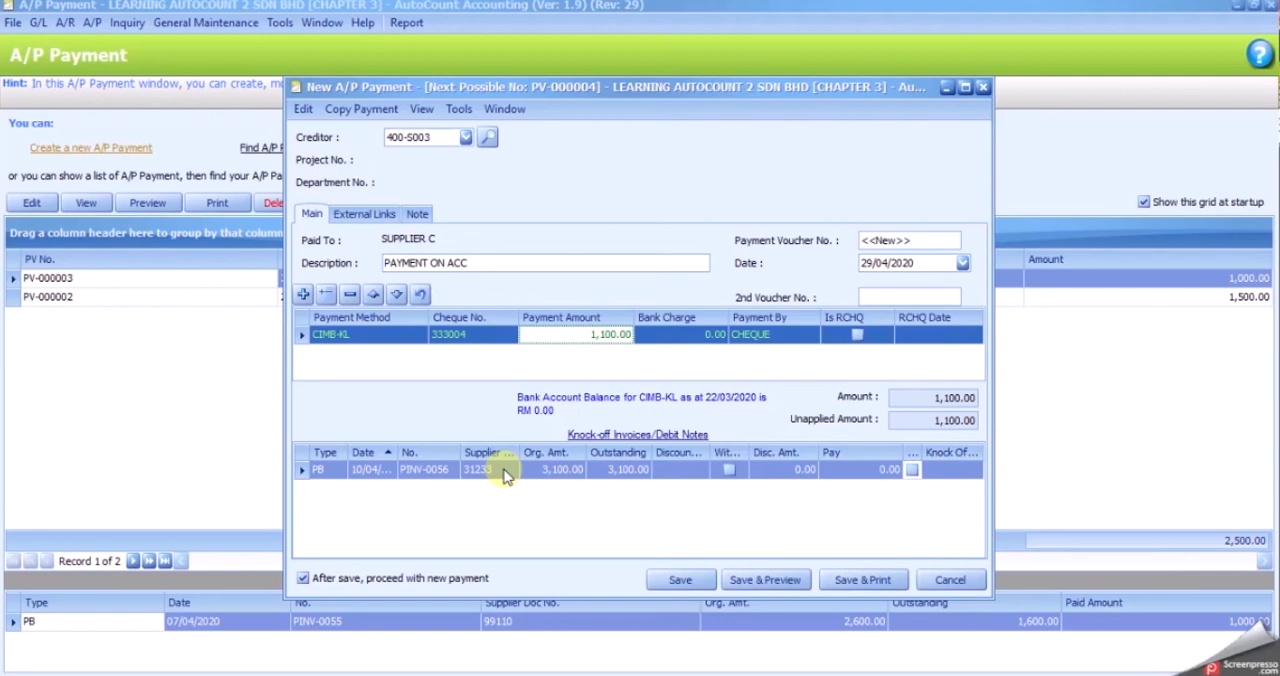 A/P Payment - LEARNING AUTOCOUNT 2 SDN BHD [CHAPTER 3] - AutoCount Accounting (Ver: 1.9) (Rev: 29)
File G/L A/R A/P Inquiry General Maintenance Tools Window Help Report
A/P Payment
Hint: In this A/P Payment window, you can create, m
New A/P Payment - [Next Possible No: PV-000004] - LEARNING AUTOCOUNT 2 SDN BHD [CHAPTER 3] - Au...
Edit Copy Payment View Tools Window
You can:
Create a new A/P Payment Find A/P
or you can show a list of A/P Payment, then find your A/P Pa
Edit View Preview Print Dele
Show this grid at startup
Drag a column header here to group by that colum
PV No. Amount
PV-000003 1,000.00
PV-000002 1,500.00
Creditor : 400-S003
Project No. :
Department No. :
Main External Links Note
Paid To : SUPPLIER C Payment Voucher No. : <<New>>
Description : PAYMENT ON ACC Date : 29/04/2020
2nd Voucher No. :
Payment Method Cheque No. Payment Amount Bank Charge Payment By Is RCHQ RCHQ Date
CIMB-KL 333004 1,100.00 0.00 CHEQUE
Bank Account Balance for CIMB-KL as at 22/03/2020 is
RM 0.00
Amount : 1,100.00
Unapplied Amount : 1,100.00
Knock-off Invoices/Debit Notes
Type Date No. Supplier ... Org. Amt. Outstanding Discoun... Wit... Disc. Amt. Pay ... Knock Of...
PB 10/04/... PINV-0056 31233 3,100.00 3,100.00 0.00 0.00
After save, proceed with new payment
Save Save & Preview Save & Print Cancel
2,500.00
Record 1 of 2
Type Date No. Supplier Doc No. Org. Amt. Outstanding Paid Amount
PB 07/04/2020 PINV-0055 99110 2,600.00 1,600.00 1,000.00
Screenpresso
.com